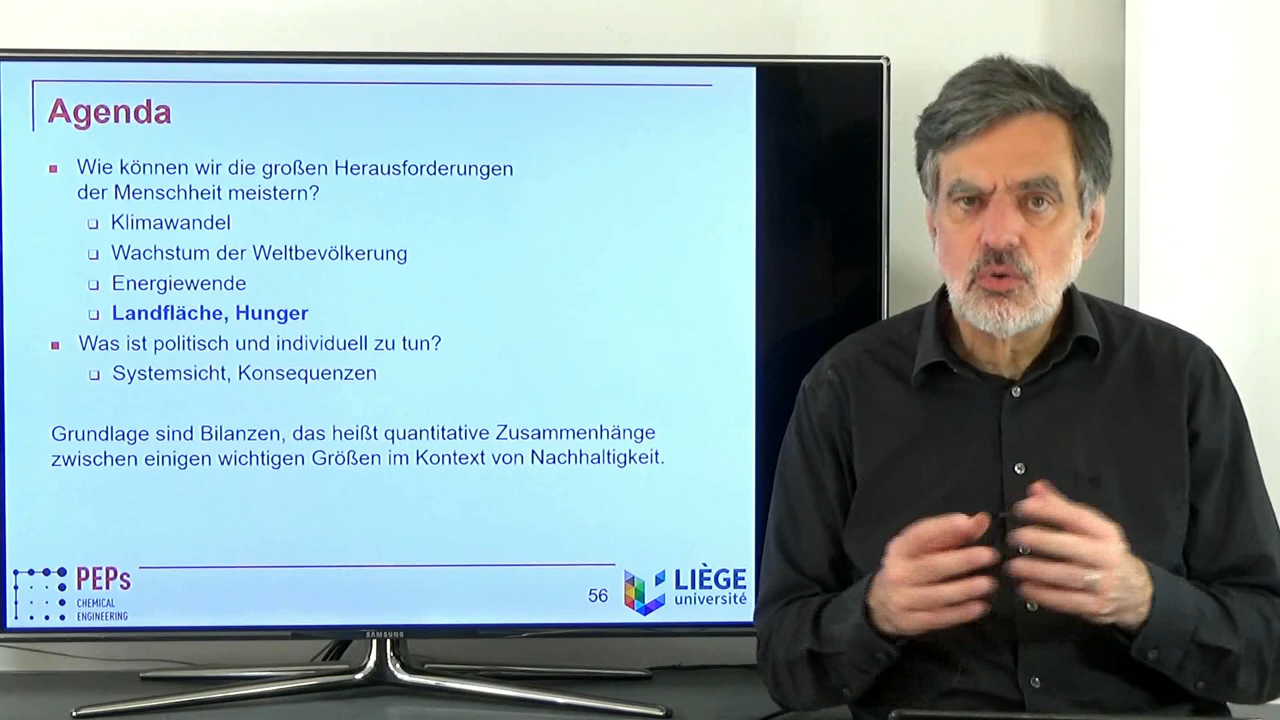 Agenda
Wie können wir die großen Herausforderungen
der Menschheit meistern?
Klimawandel
Wachstum der Weltbevölkerung
Energiewende
Landfläche, Hunger
Was ist politisch und individuell zu tun?
Systemsicht, Konsequenzen
Grundlage sind Bilanzen, das heißt quantitative Zusammenhänge
zwischen einigen wichtigen Größen im Kontext von Nachhaltigkeit.
PEPs
CHEMICAL
ENGINEERING
56
LIÈGE
université
SAMSUNG